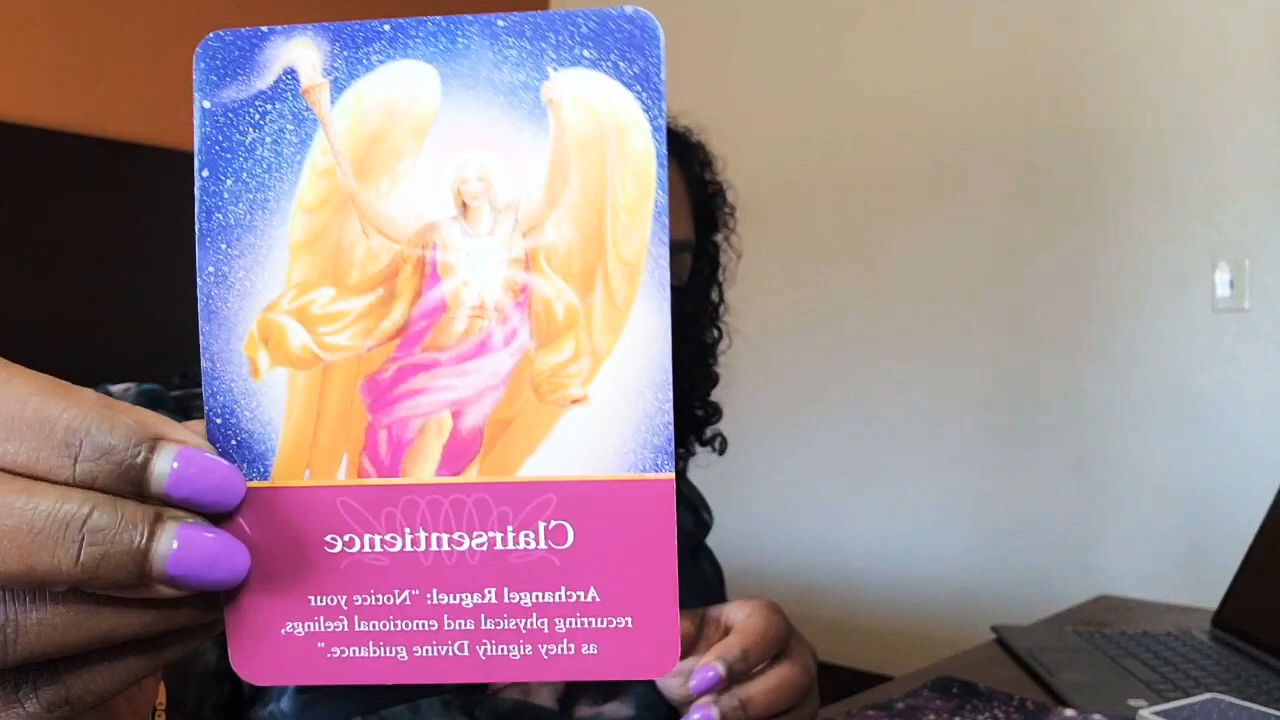 Clairsentience
Archangel Raguel: "Notice your
recurring physical and emotional feelings,
as they signify Divine guidance."